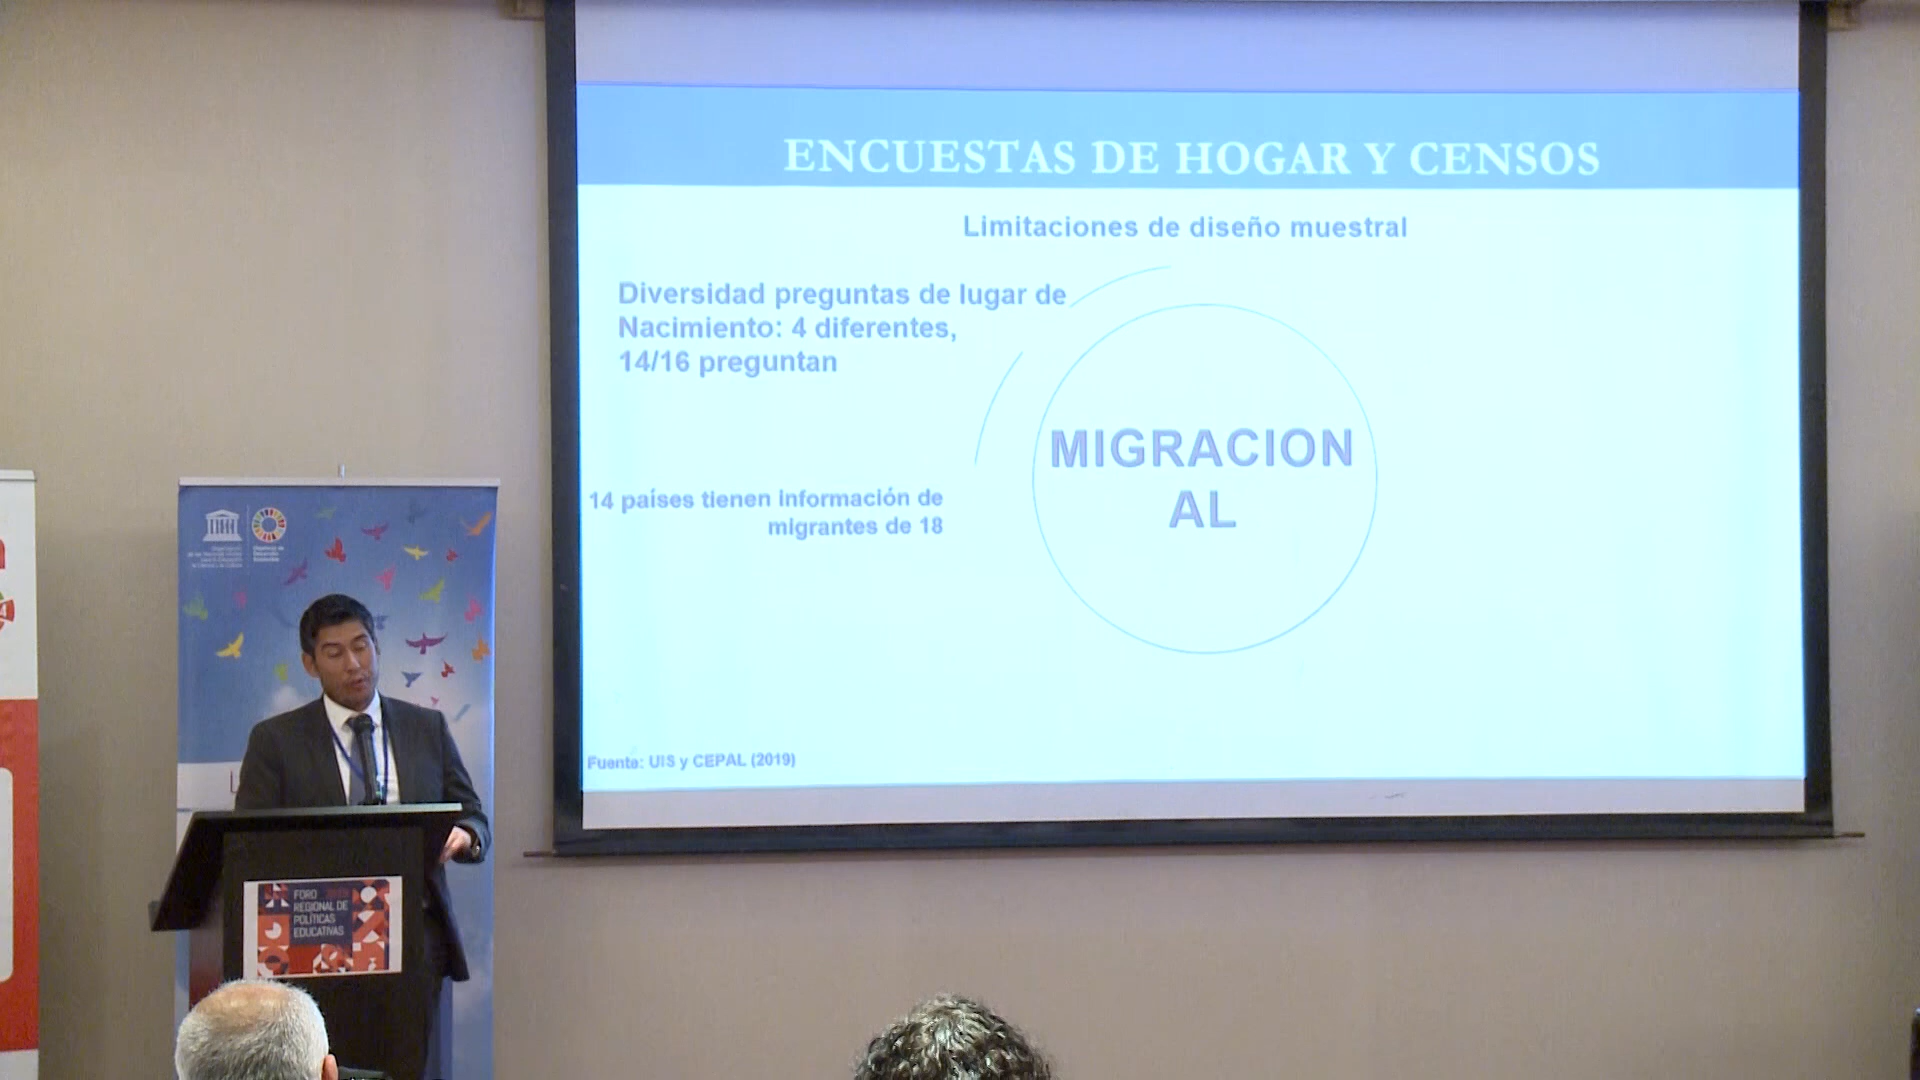 ENCUESTAS DE HOGAR Y CENSOS
Limitaciones de diseño muestral
Diversidad preguntas de lugar de
Nacimiento: 4 diferentes,
14/16 preguntan
MIGRACION
AL
14 países tienen información de
migrantes de 18
Fuente: UIS y CEPAL (2019)
FORO
REGIONAL DE
POLÍTICAS
EDUCATIVAS